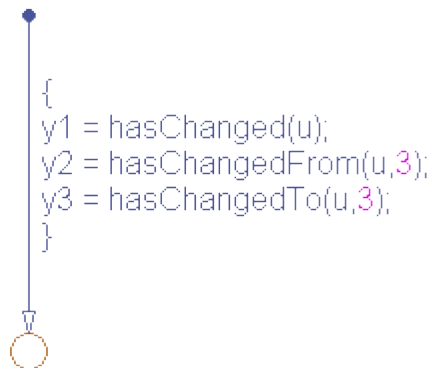 {
y1 = hasChanged(u);
y2 = hasChangedFrom(u,3);
y3 = hasChangedTo(u,3);
}